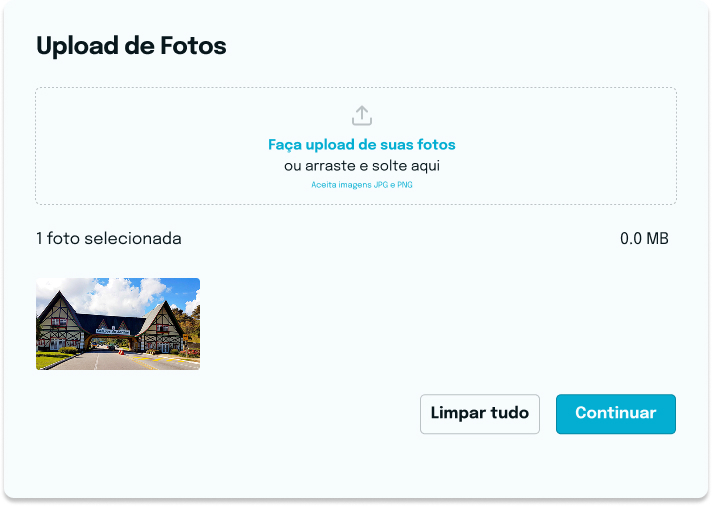 Upload de Fotos
Faça upload de suas fotos
ou arraste e solte aqui
Aceita imagens JPG e PNG
1 foto selecionada
0.0 MB
Limpar tudo
Continuar